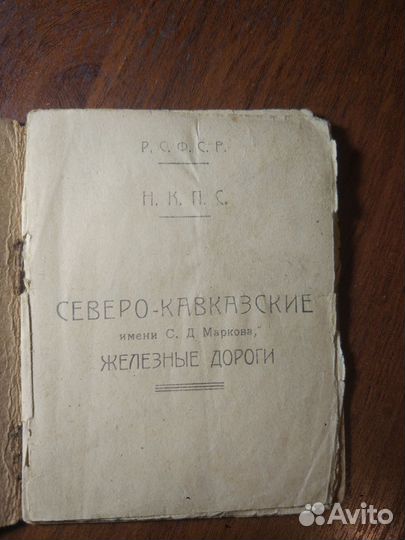 Р. С. Ф. С. Р.
Н. К. П. С.
СЕВЕРО-КАВКАЗСКИЕ
имени С. Д. Маркова,
ЖЕЛЕЗНЫЕ ДОРОГИ
Avito